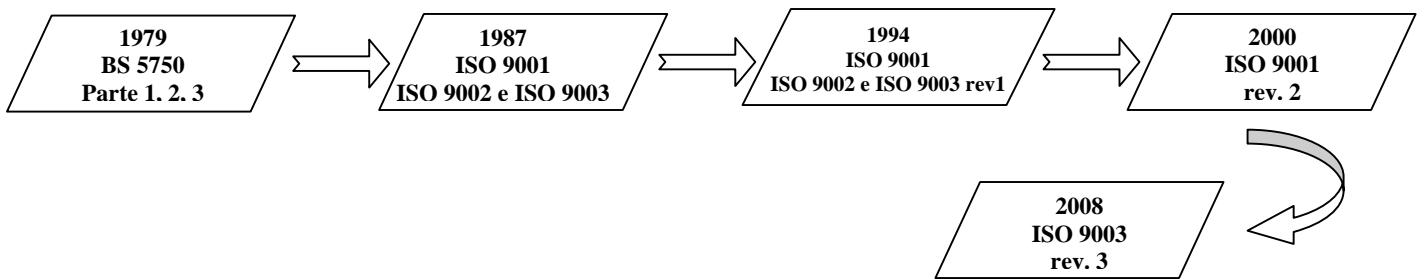 1979
BS 5750
Parte 1, 2, 3
1987
ISO 9001
ISO 9002 e ISO 9003
1994
ISO 9001
ISO 9002 e ISO 9003 rev1
2000
ISO 9001
rev. 2
2008
ISO 9003
rev. 3